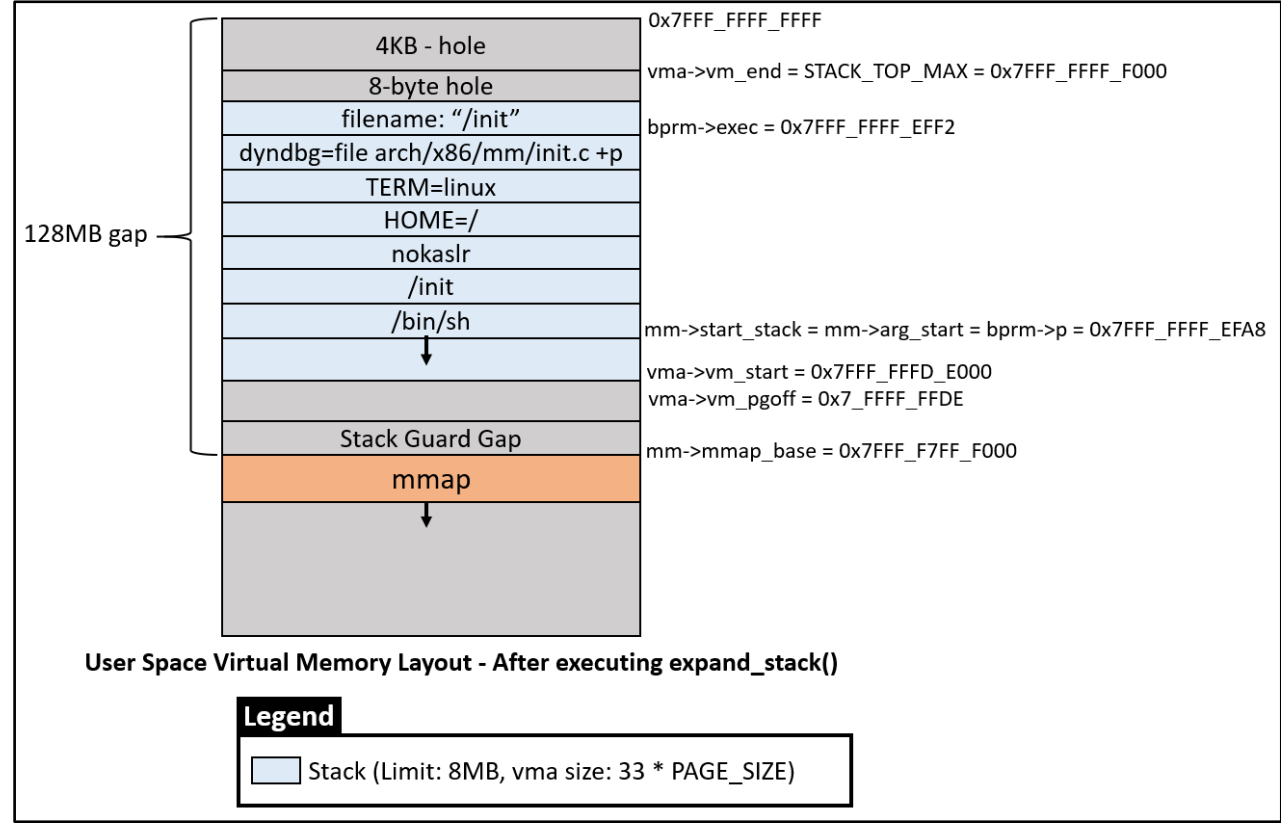 0x7FFF_FFFF_FFFF
4KB - hole
vma->vm_end = STACK_TOP_MAX = 0x7FFF_FFFF_F000
8-byte hole
filename: “/init”
bprm->exec = 0x7FFF_FFFF_EFF2
dyndbg=file arch/x86/mm/init.c +p
TERM=linux
HOME=/
128MB gap
nokaslr
/init
/bin/sh
mm->start_stack = mm->arg_start = bprm->p = 0x7FFF_FFFF_EFA8
vma->vm_start = 0x7FFF_FFFD_E000
vma->vm_pgoff = 0x7_FFFF_FFDE
Stack Guard Gap
mm->mmap_base = 0x7FFF_F7FF_F000
mmap
User Space Virtual Memory Layout - After executing expand_stack()
Legend
Stack (Limit: 8MB, vma size: 33 * PAGE_SIZE)